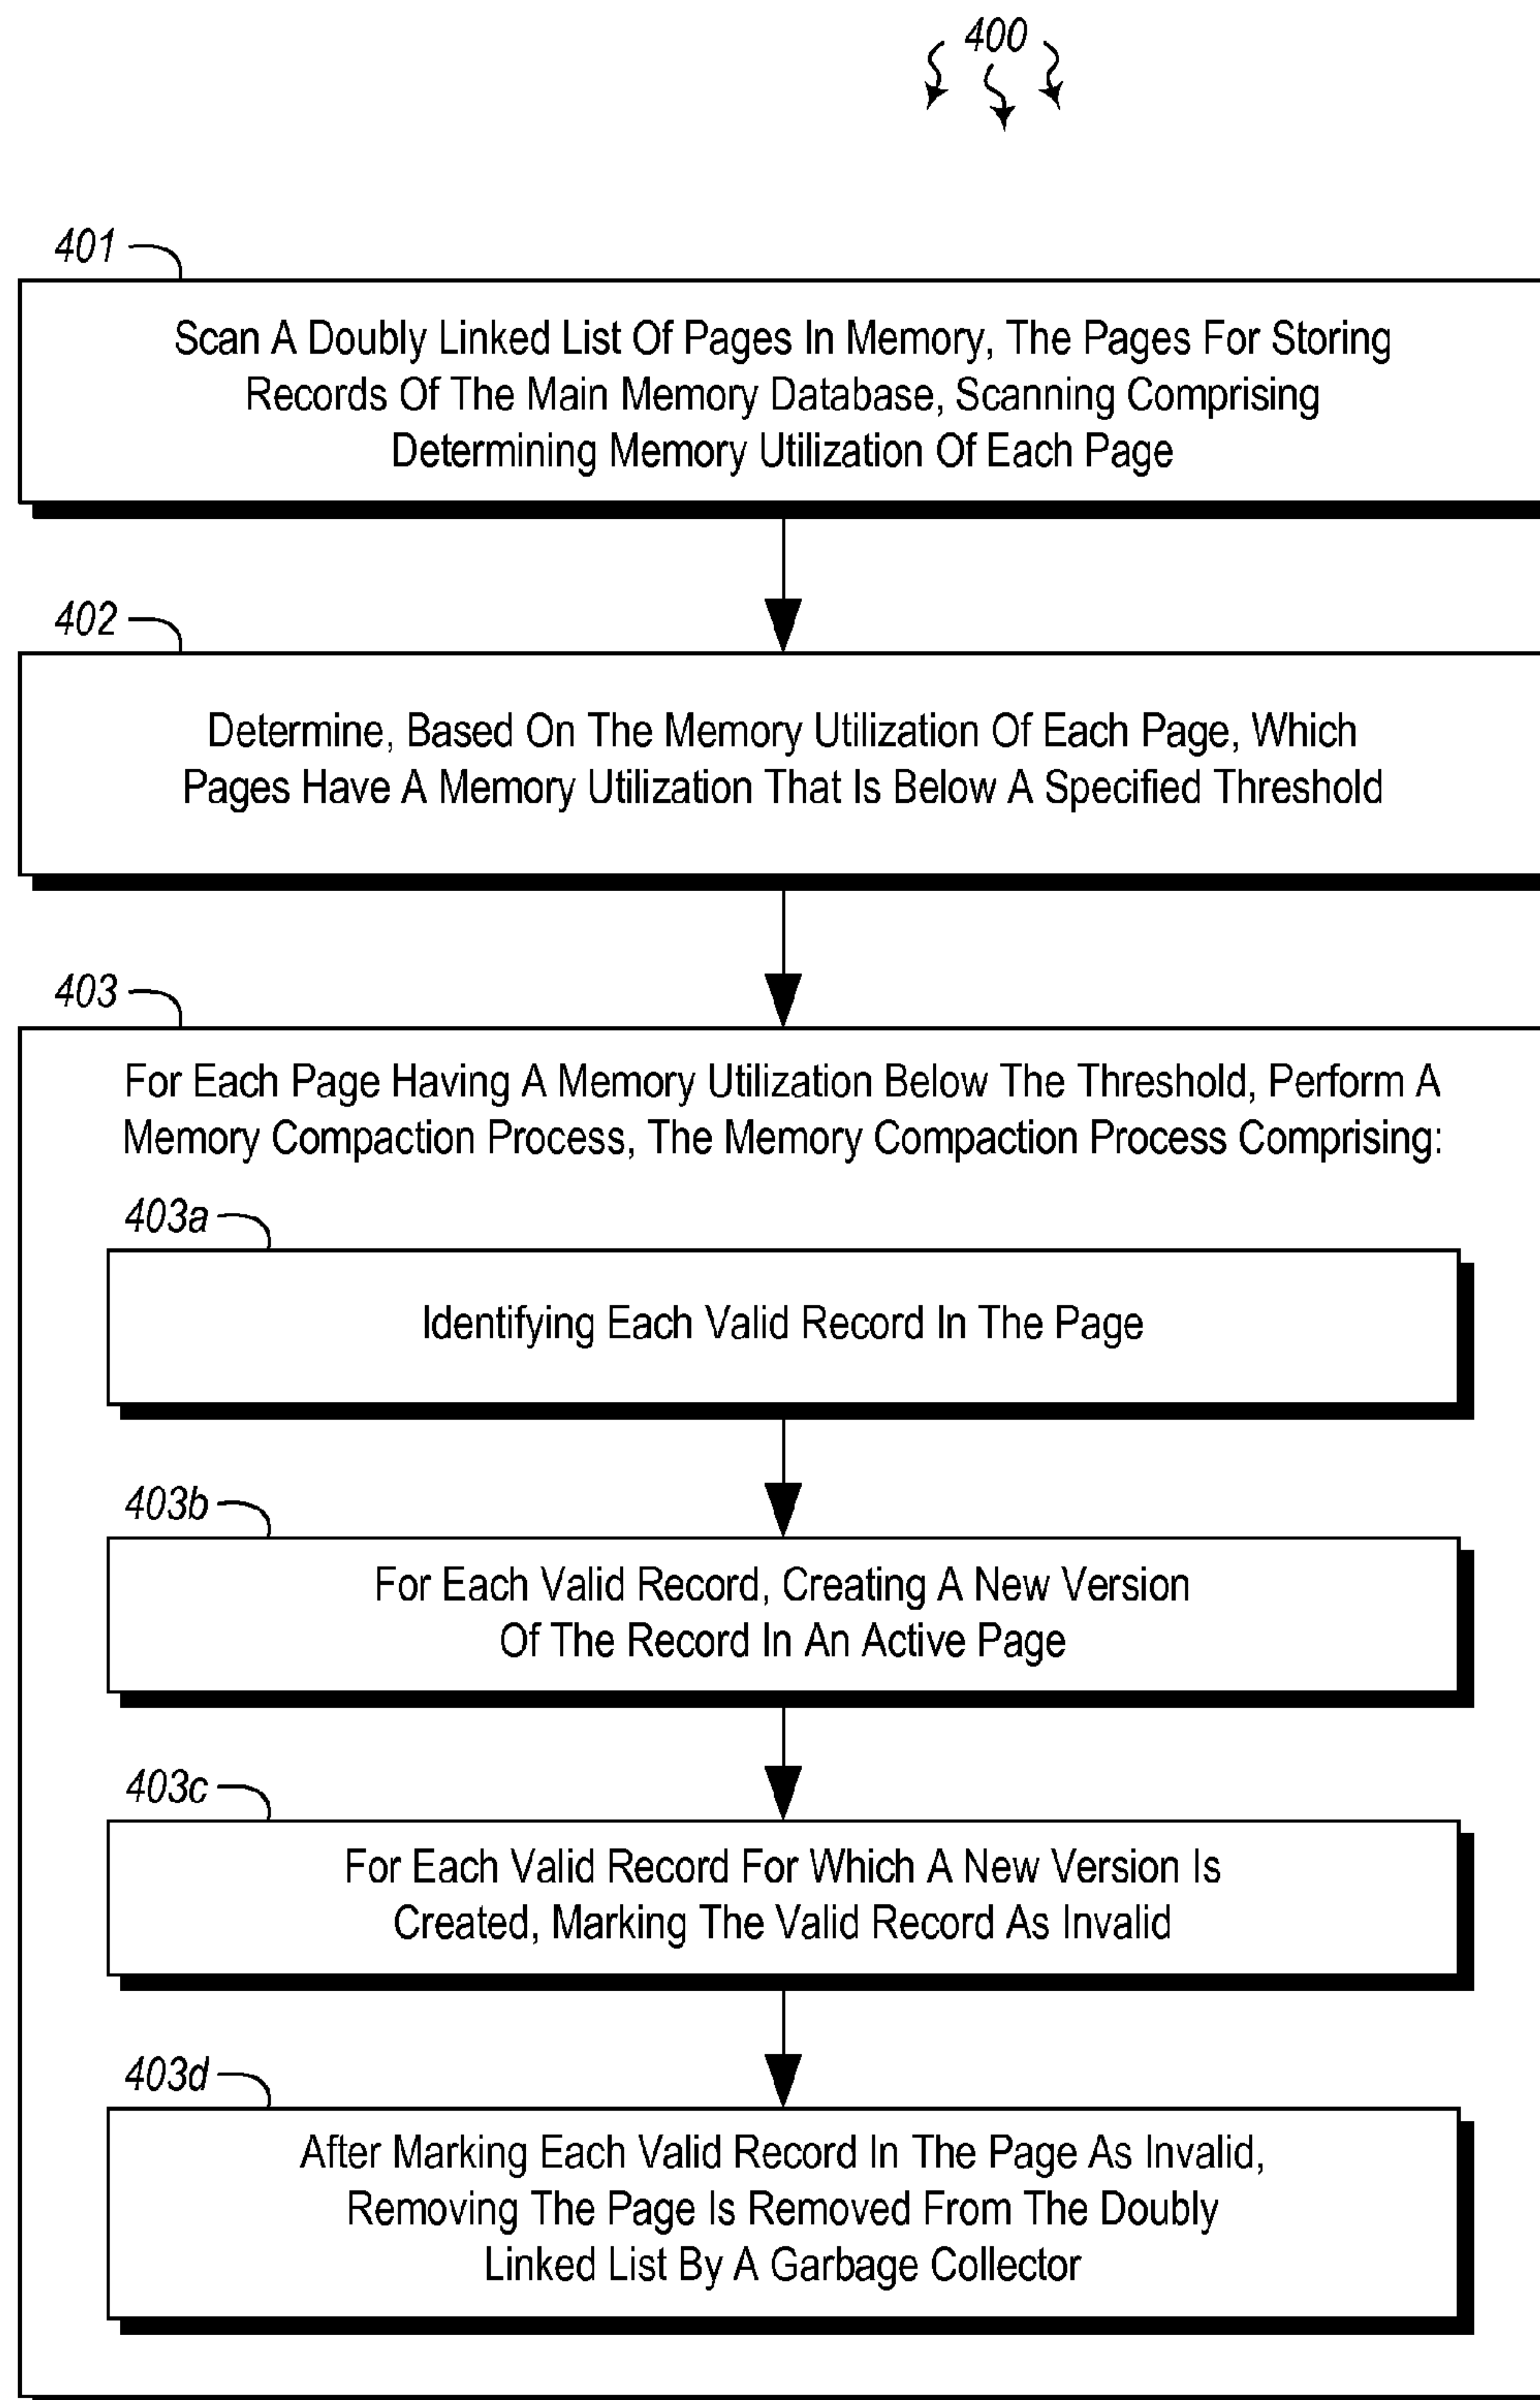 400
401
Scan A Doubly Linked List Of Pages In Memory, The Pages For Storing
Records Of The Main Memory Database, Scanning Comprising
Determining Memory Utilization Of Each Page
402
Determine, Based On The Memory Utilization Of Each Page, Which
Pages Have A Memory Utilization That Is Below A Specified Threshold
403
For Each Page Having A Memory Utilization Below The Threshold, Perform A
Memory Compaction Process, The Memory Compaction Process Comprising:
403a
Identifying Each Valid Record In The Page
403b
For Each Valid Record, Creating A New Version
Of The Record In An Active Page
403c
For Each Valid Record For Which A New Version Is
Created, Marking The Valid Record As Invalid
403d
After Marking Each Valid Record In The Page As Invalid,
Removing The Page Is Removed From The Doubly
Linked List By A Garbage Collector